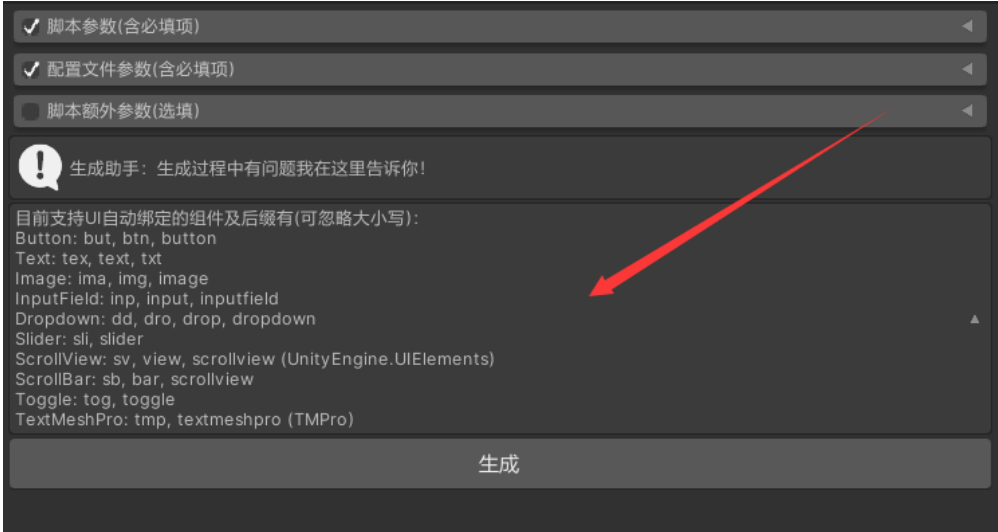 脚本参数(含必填项)
配置文件参数(含必填项)
脚本额外参数(选填)
生成助手：生成过程中有问题我在这里告诉你！
目前支持UI自动绑定的组件及后缀有(可忽略大小写)：
Button: but, btn, button
Text: tex, text, txt
Image: ima, img, image
InputField: inp, input, inputfield
Dropdown: dd, dro, drop, dropdown
Slider: sli, slider
ScrollView: sv, view, scrollview (UnityEngine.UIElements)
ScrollBar: sb, bar, scrollview
Toggle: tog, toggle
TextMeshPro: tmp, textmeshpro (TMPro)
生成